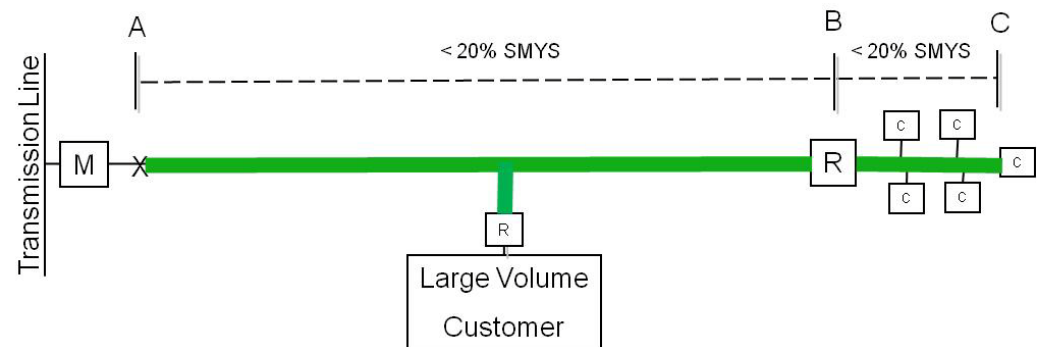 A
B
C
< 20% SMYS
< 20% SMYS
Transmission Line
M
X
R
C
C
C
C
C
R
Large Volume
Customer